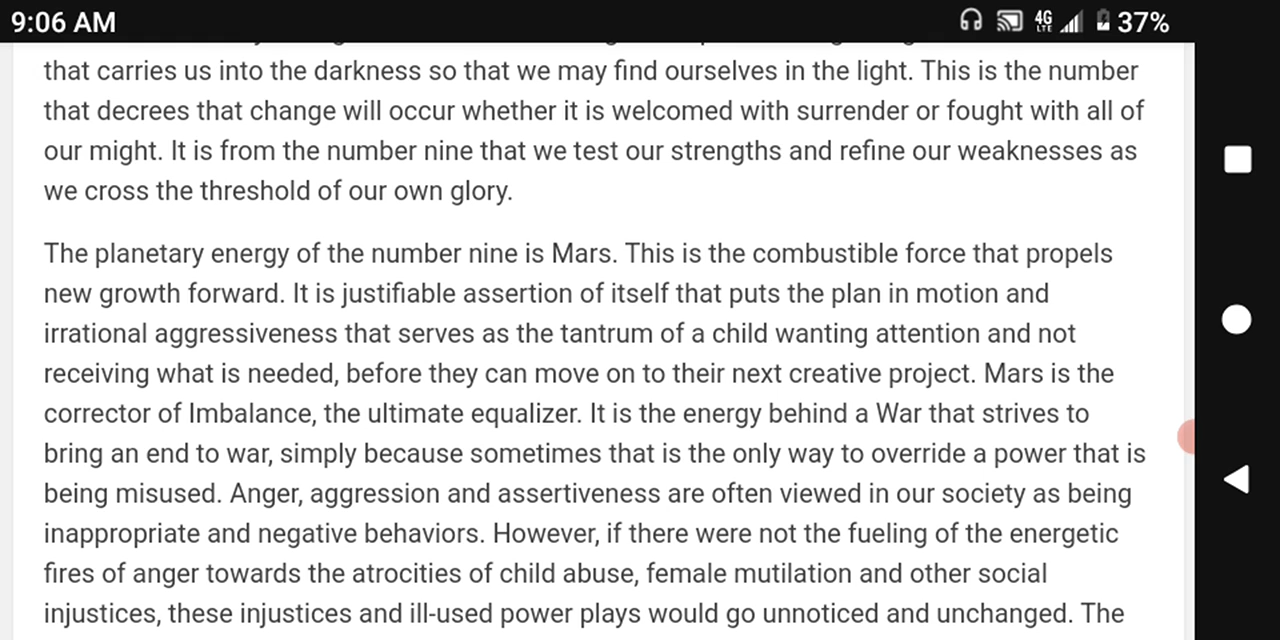 9:06 AM
4G
LTE
37%
that carries us into the darkness so that we may find ourselves in the light. This is the number
that decrees that change will occur whether it is welcomed with surrender or fought with all of
our might. It is from the number nine that we test our strengths and refine our weaknesses as
we cross the threshold of our own glory.
The planetary energy of the number nine is Mars. This is the combustible force that propels
new growth forward. It is justifiable assertion of itself that puts the plan in motion and
irrational aggressiveness that serves as the tantrum of a child wanting attention and not
receiving what is needed, before they can move on to their next creative project. Mars is the
corrector of Imbalance, the ultimate equalizer. It is the energy behind a War that strives to
bring an end to war, simply because sometimes that is the only way to override a power that is
being misused. Anger, aggression and assertiveness are often viewed in our society as being
inappropriate and negative behaviors. However, if there were not the fueling of the energetic
fires of anger towards the atrocities of child abuse, female mutilation and other social
injustices, these injustices and ill-used power plays would go unnoticed and unchanged. The